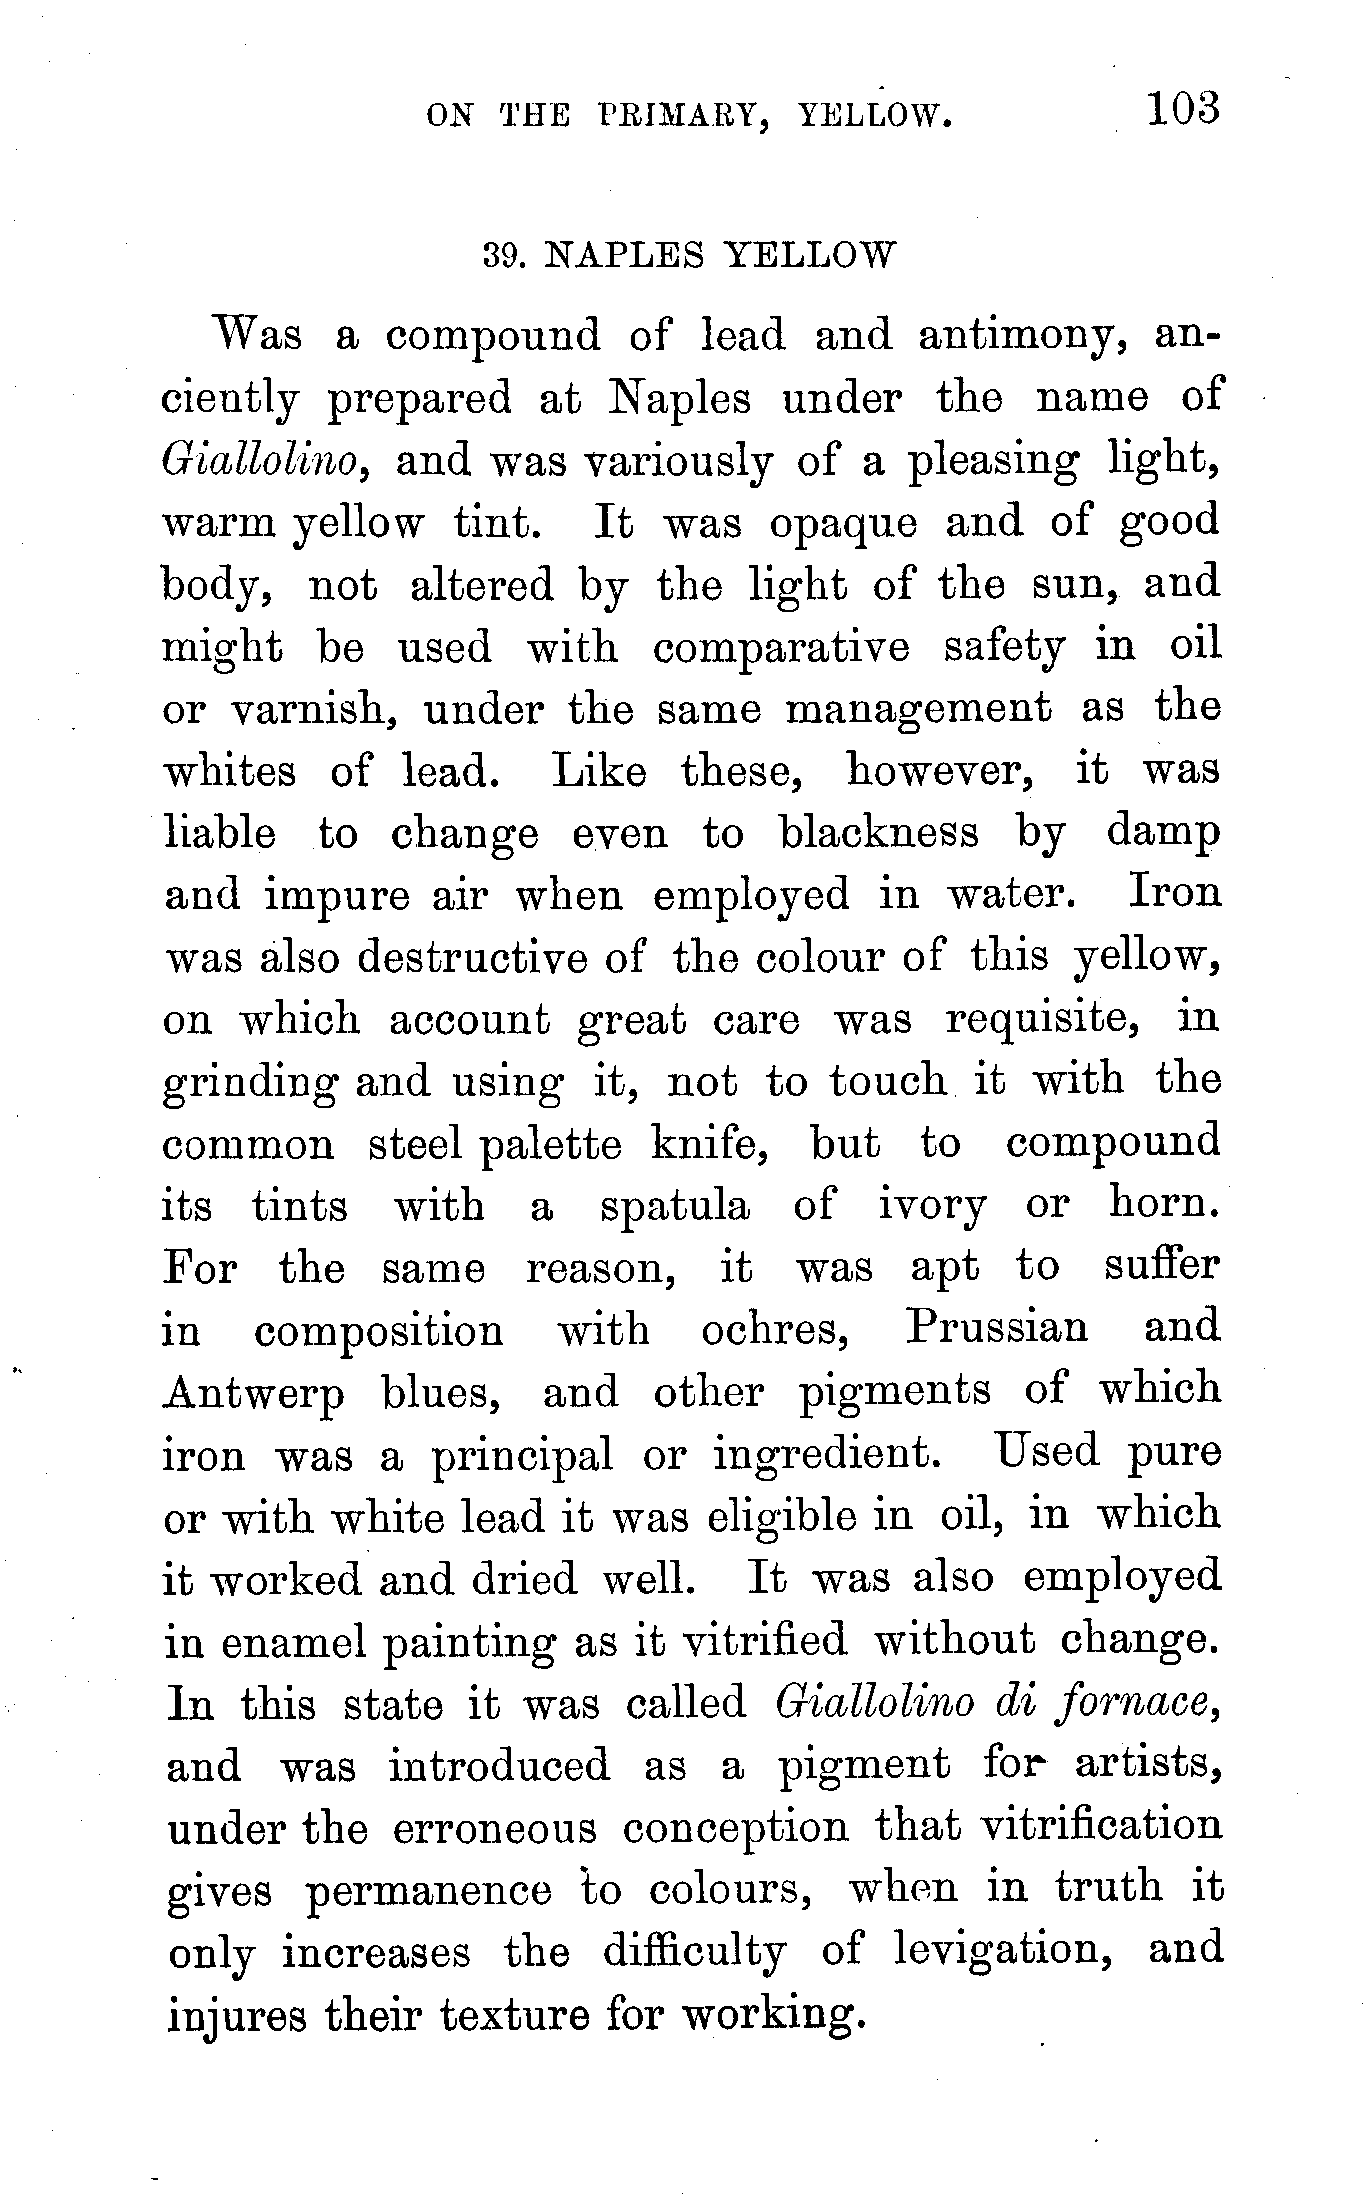 ON THE PRIMARY, YELLOW. 103
39. NAPLES YELLOW
Was a compound of lead and antimony, an-
ciently prepared at Naples under the name of
Giallolino, and was variously of a pleasing light,
warm yellow tint. It was opaque and of good
body, not altered by the light of the sun, and
might be used with comparative safety in oil
or varnish, under the same management as the
whites of lead. Like these, however, it was
liable to change even to blackness by damp
and impure air when employed in water. Iron
was also destructive of the colour of this yellow,
on which account great care was requisite, in
grinding and using it, not to touch it with the
common steel palette knife, but to compound
its tints with a spatula of ivory or horn.
For the same reason, it was apt to suffer
in composition with ochres, Prussian and
Antwerp blues, and other pigments of which
iron was a principal or ingredient. Used pure
or with white lead it was eligible in oil, in which
it worked and dried well. It was also employed
in enamel painting as it vitrified without change.
In this state it was called Giallolino di fornace,
and was introduced as a pigment for artists,
under the erroneous conception that vitrification
gives permanence to colours, when in truth it
only increases the difficulty of levigation, and
injures their texture for working.